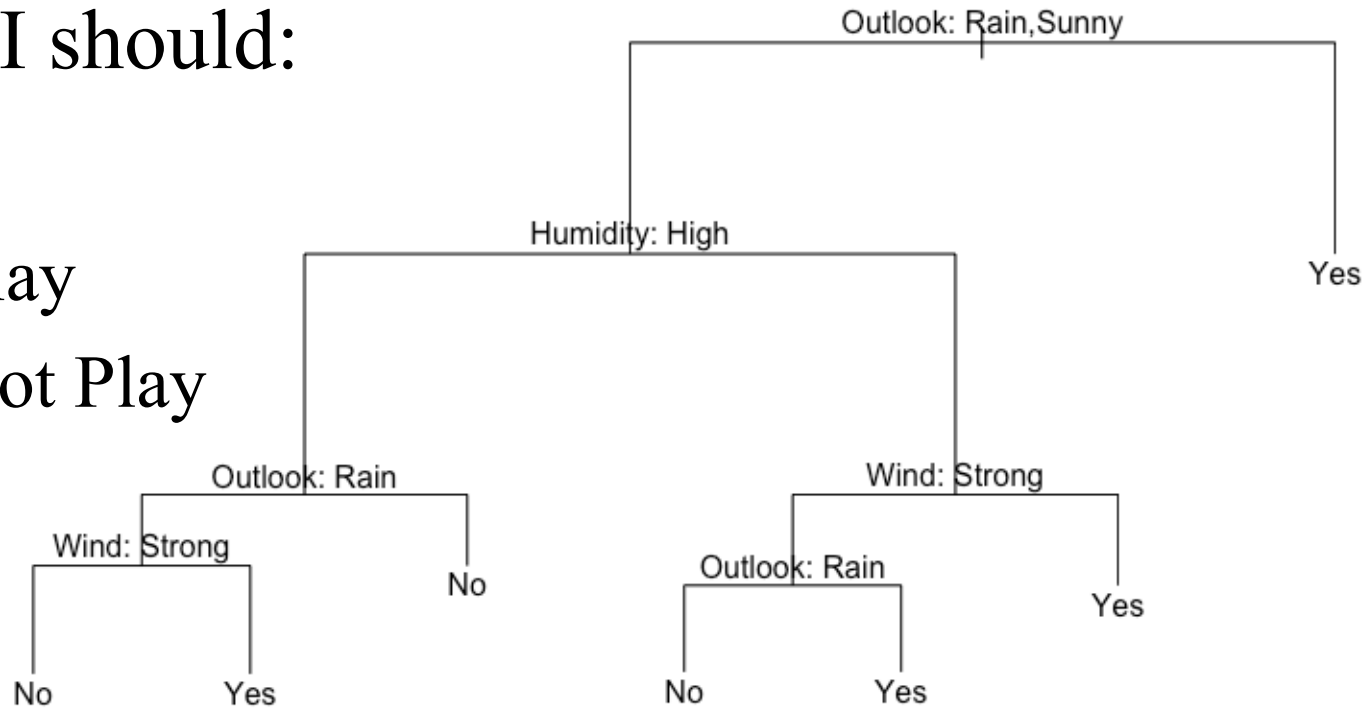 I should:
Outlook: Rain,Sunny
Humidity: High
Yes
ay
ot Play
Outlook: Rain
Wind: Strong
Wind: Strong
No
Outlook: Rain
Yes
No
Yes
No
Yes